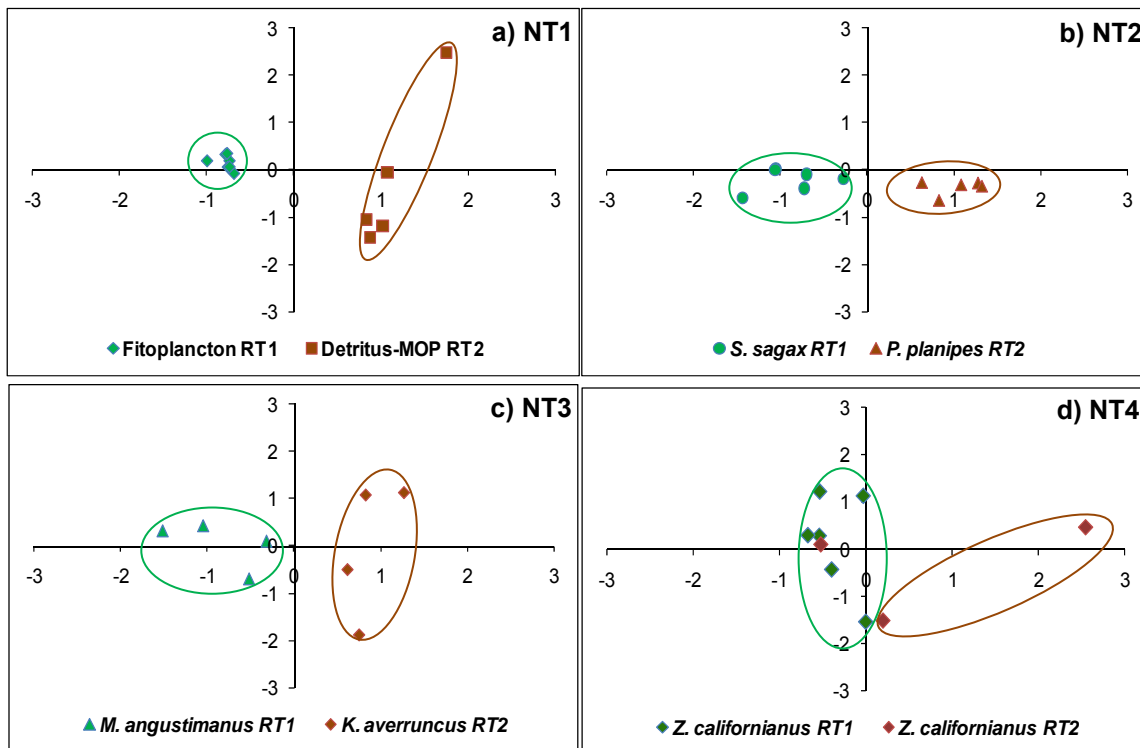 a) NT1
3
2
1
0
-3 -2 -1 0 1 2 3
-1
-2
-3
Fitoplancton RT1 Detritus-MOP RT2
b) NT2
3
2
1
0
-3 -2 -1 0 1 2 3
-1
-2
-3
S. sagax RT1 P. planipes RT2
c) NT3
3
2
1
0
-3 -2 -1 0 1 2 3
-1
-2
-3
M. angustimanus RT1 K. averruncus RT2
d) NT4
3
2
1
0
-3 -2 -1 0 1 2 3
-1
-2
-3
Z. californianus RT1 Z. californianus RT2